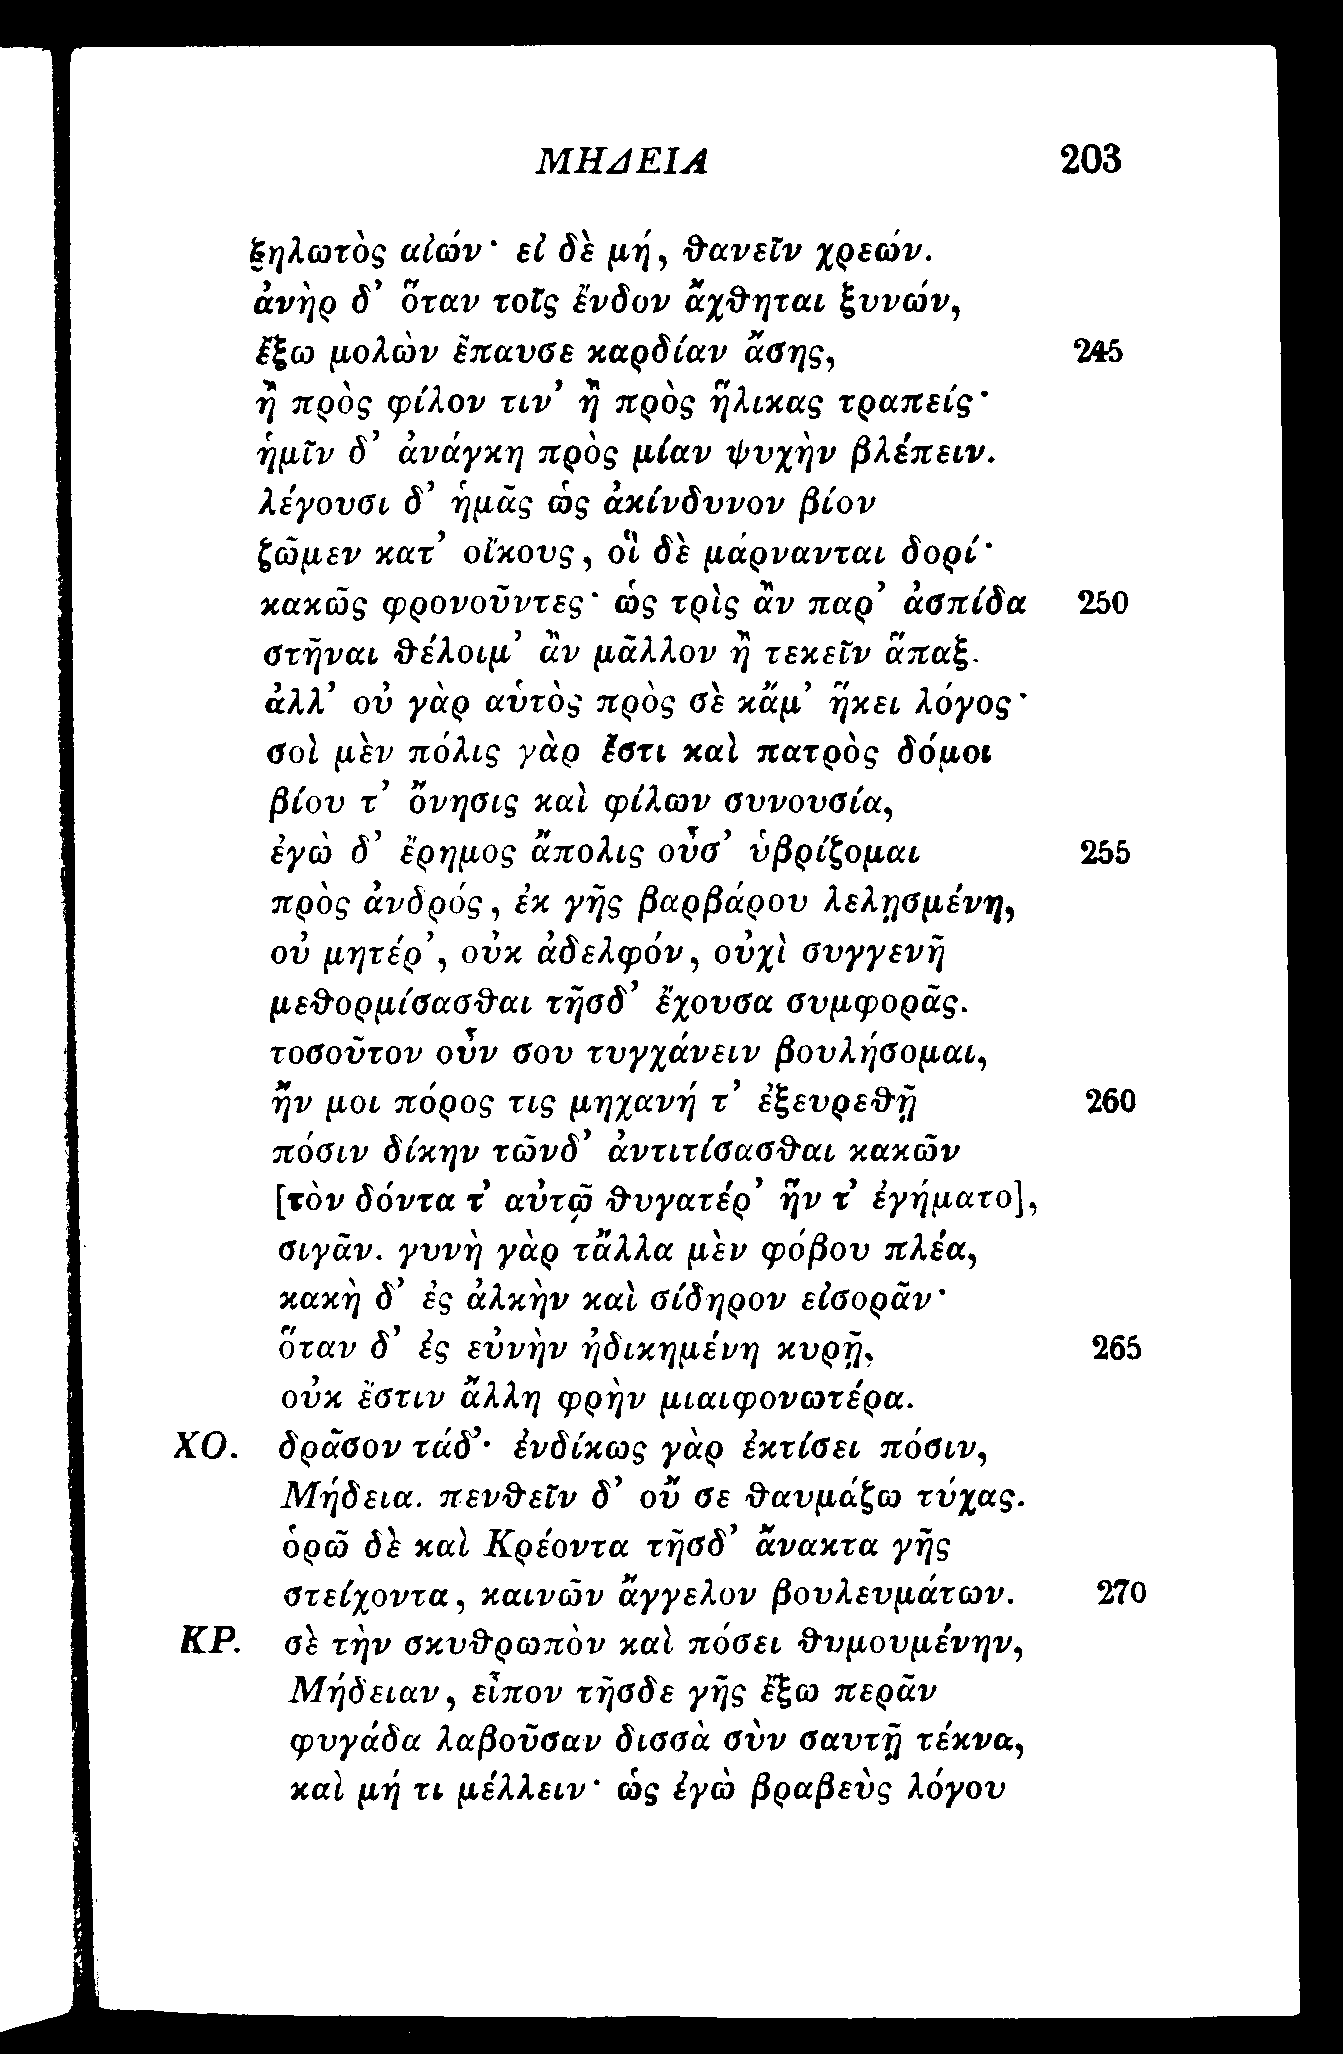 ΜΗΔΕΙΑ 203
ζηλωτὸς αἰών· εἰ δὲ μή, θανεῖν χρεών.
ἀνὴρ δ’ ὅταν τοῖς ἔνδον ἄχθηται ξυνών,
ἔξω μολὼν ἔπαυσε καρδίαν ἄσης, 245
ἢ πρὸς φίλον τιν’ ἢ πρὸς ἥλικας τραπείς·
ἡμῖν δ’ ἀνάγκη πρὸς μίαν ψυχὴν βλέπειν.
λέγουσι δ’ ἡμᾶς ὡς ἀκίνδυνον βίον
ζῶμεν κατ’ οἴκους, οἳ δὲ μάρνανται δορί·
κακῶς φρονοῦντες· ὡς τρὶς ἂν παρ’ ἀσπίδα 250
στῆναι θέλοιμ’ ἂν μᾶλλον ἢ τεκεῖν ἅπαξ.
ἀλλ’ οὐ γὰρ αὑτὸς πρὸς σὲ κἄμ’ ἥκει λόγος·
σοὶ μὲν πόλις γὰρ ἔστι καὶ πατρὸς δόμοι
βίου τ’ ὄνησις καὶ φίλων συνουσία,
ἐγὼ δ’ ἔρημος ἄπολις οὖσ’ ὑβρίζομαι 255
πρὸς ἀνδρός, ἐκ γῆς βαρβάρου λελῃσμένη,
οὐ μητέρ’, οὐκ ἀδελφόν, οὐχὶ συγγενῆ
μεθορμίσασθαι τῆσδ’ ἔχουσα συμφορᾶς.
τοσοῦτον οὖν σου τυγχάνειν βουλήσομαι,
ἤν μοι πόρος τις μηχανή τ’ ἐξευρεθῇ 260
πόσιν δίκην τῶνδ’ ἀντιτίσασθαι κακῶν
[τὸν δόντα τ’ αὐτῷ θυγατέρ’ ἥν τ’ ἐγήματο],
σιγᾶν. γυνὴ γὰρ τἄλλα μὲν φόβου πλέα,
κακὴ δ’ ἐς ἀλκὴν καὶ σίδηρον εἰσορᾶν·
ὅταν δ’ ἐς εὐνὴν ἠδικημένη κυρῇ, 265
οὐκ ἔστιν ἄλλη φρὴν μιαιφονωτέρα.
ΧΟ. δρᾶσον τάδ’· ἐνδίκως γὰρ ἐκτίσει πόσιν,
Μήδεια. πενθεῖν δ’ οὔ σε θαυμάζω τύχας.
ὁρῶ δὲ καὶ Κρέοντα τῆσδ’ ἄνακτα γῆς
στείχοντα, καινῶν ἄγγελον βουλευμάτων. 270
ΚΡ. σὲ τὴν σκυθρωπὸν καὶ πόσει θυμουμένην,
Μήδειαν, εἶπον τῆσδε γῆς ἔξω περᾶν
φυγάδα λαβοῦσαν δισσὰ σὺν σαυτῇ τέκνα,
καὶ μή τι μέλλειν· ὡς ἐγὼ βραβεὺς λόγου